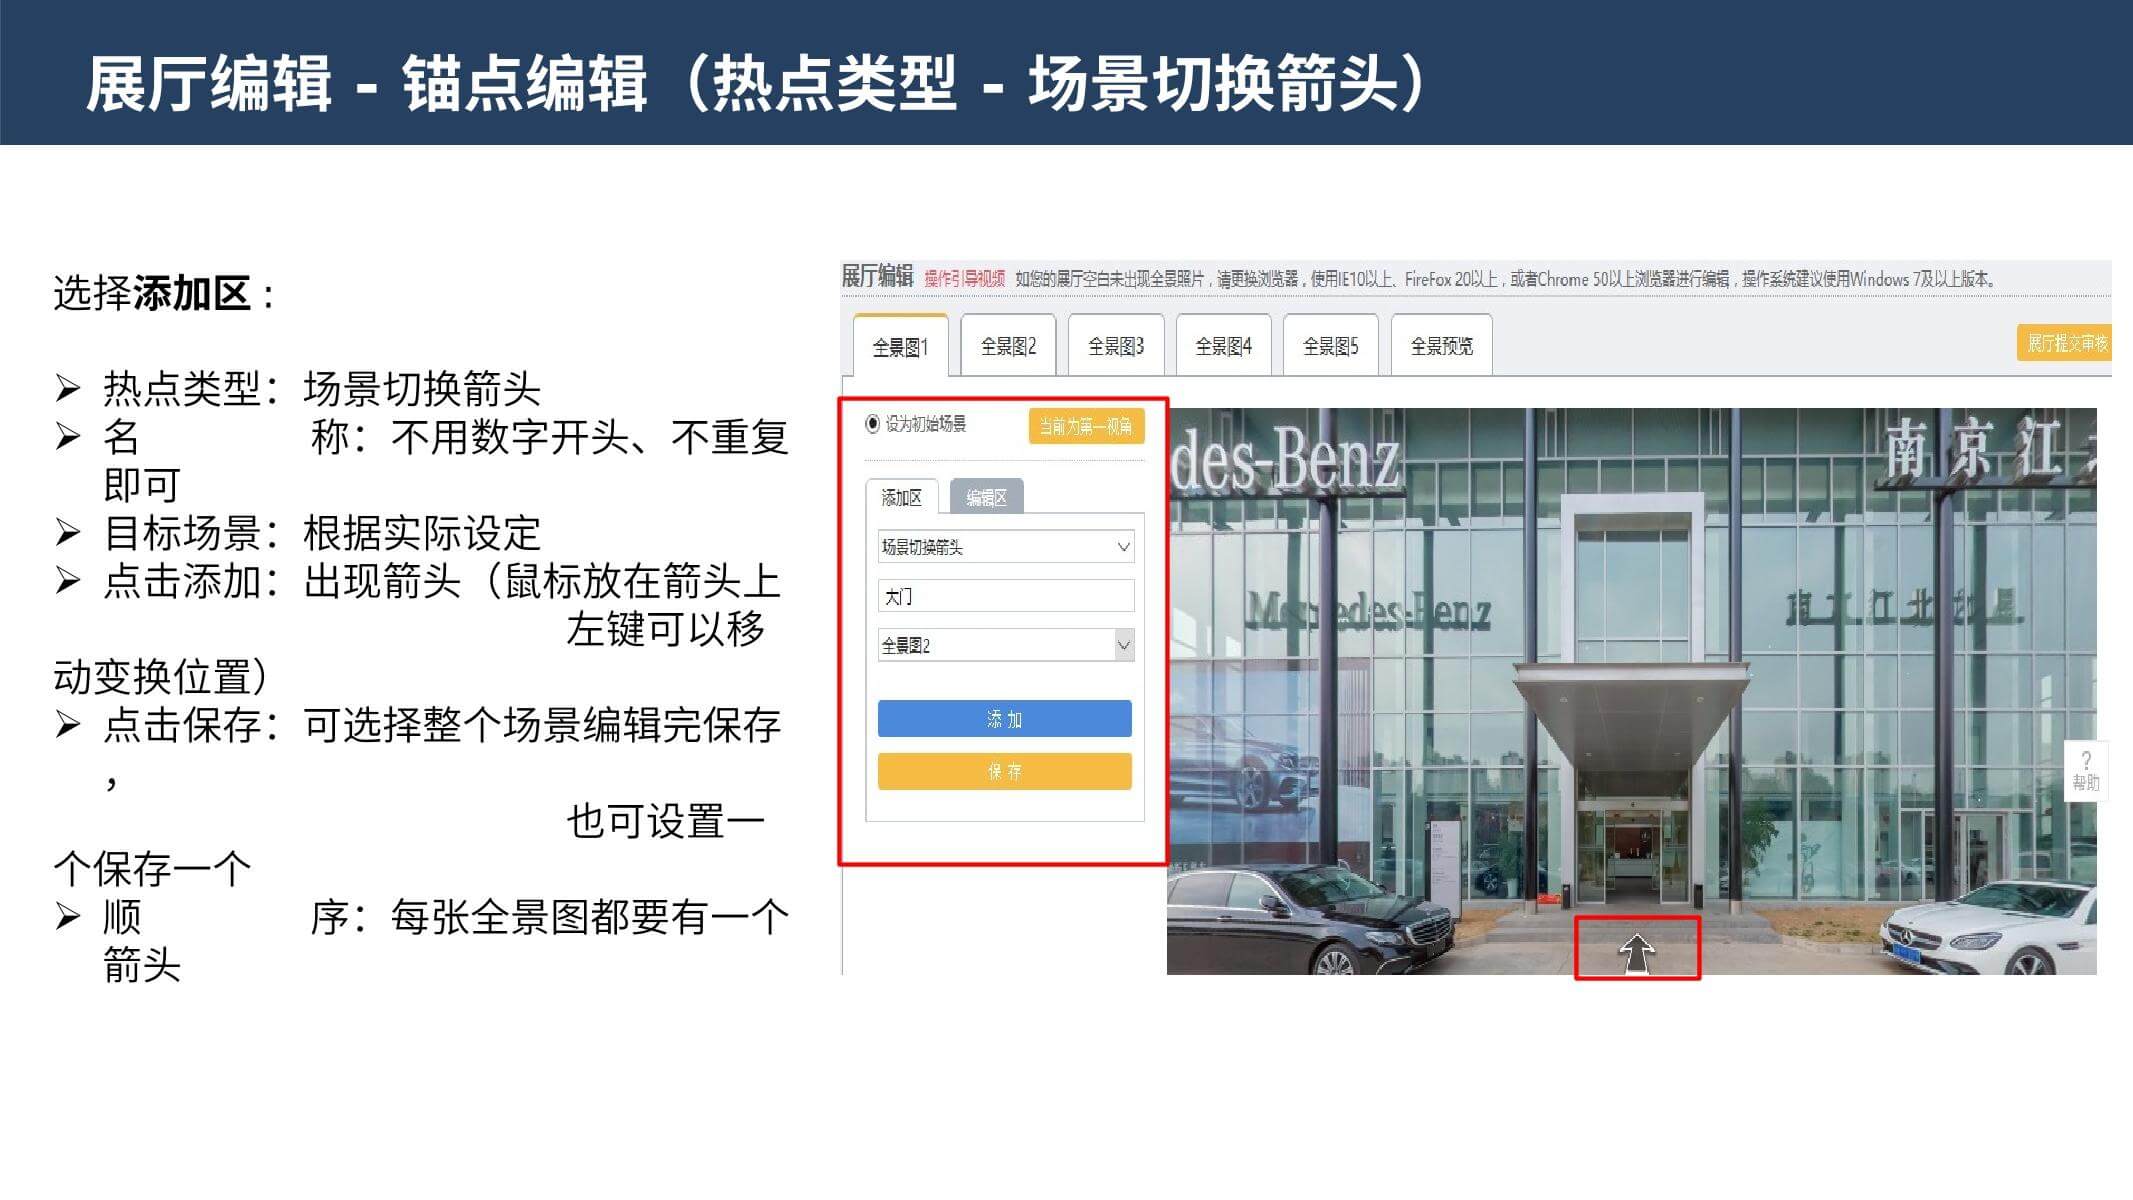 展厅编辑 - 锚点编辑（热点类型 - 场景切换箭头）
选择添加区：
➢ 热点类型：场景切换箭头
➢ 名 称：不用数字开头、不重复
即可
➢ 目标场景：根据实际设定
➢ 点击添加：出现箭头（鼠标放在箭头上
左键可以移
动变换位置）
➢ 点击保存：可选择整个场景编辑完保存
，
也可设置一
个保存一个
➢ 顺 序：每张全景图都要有一个
箭头
展厅编辑 操作引导视频 如您的展厅空白未出现全景照片，请更换浏览器，使用IE10以上、FireFox 20以上，或者Chrome 50以上浏览器进行编辑，操作系统建议使用Windows 7及以上版本。
全景图1 全景图2 全景图3 全景图4 全景图5 全景预览
展厅提交审核
设为初始场景 当前为第一视角
添加区 编辑区
场景切换箭头
大门
全景图2
添 加
保 存
des-Benz
南京江
Mercedes-Benz
?
帮助